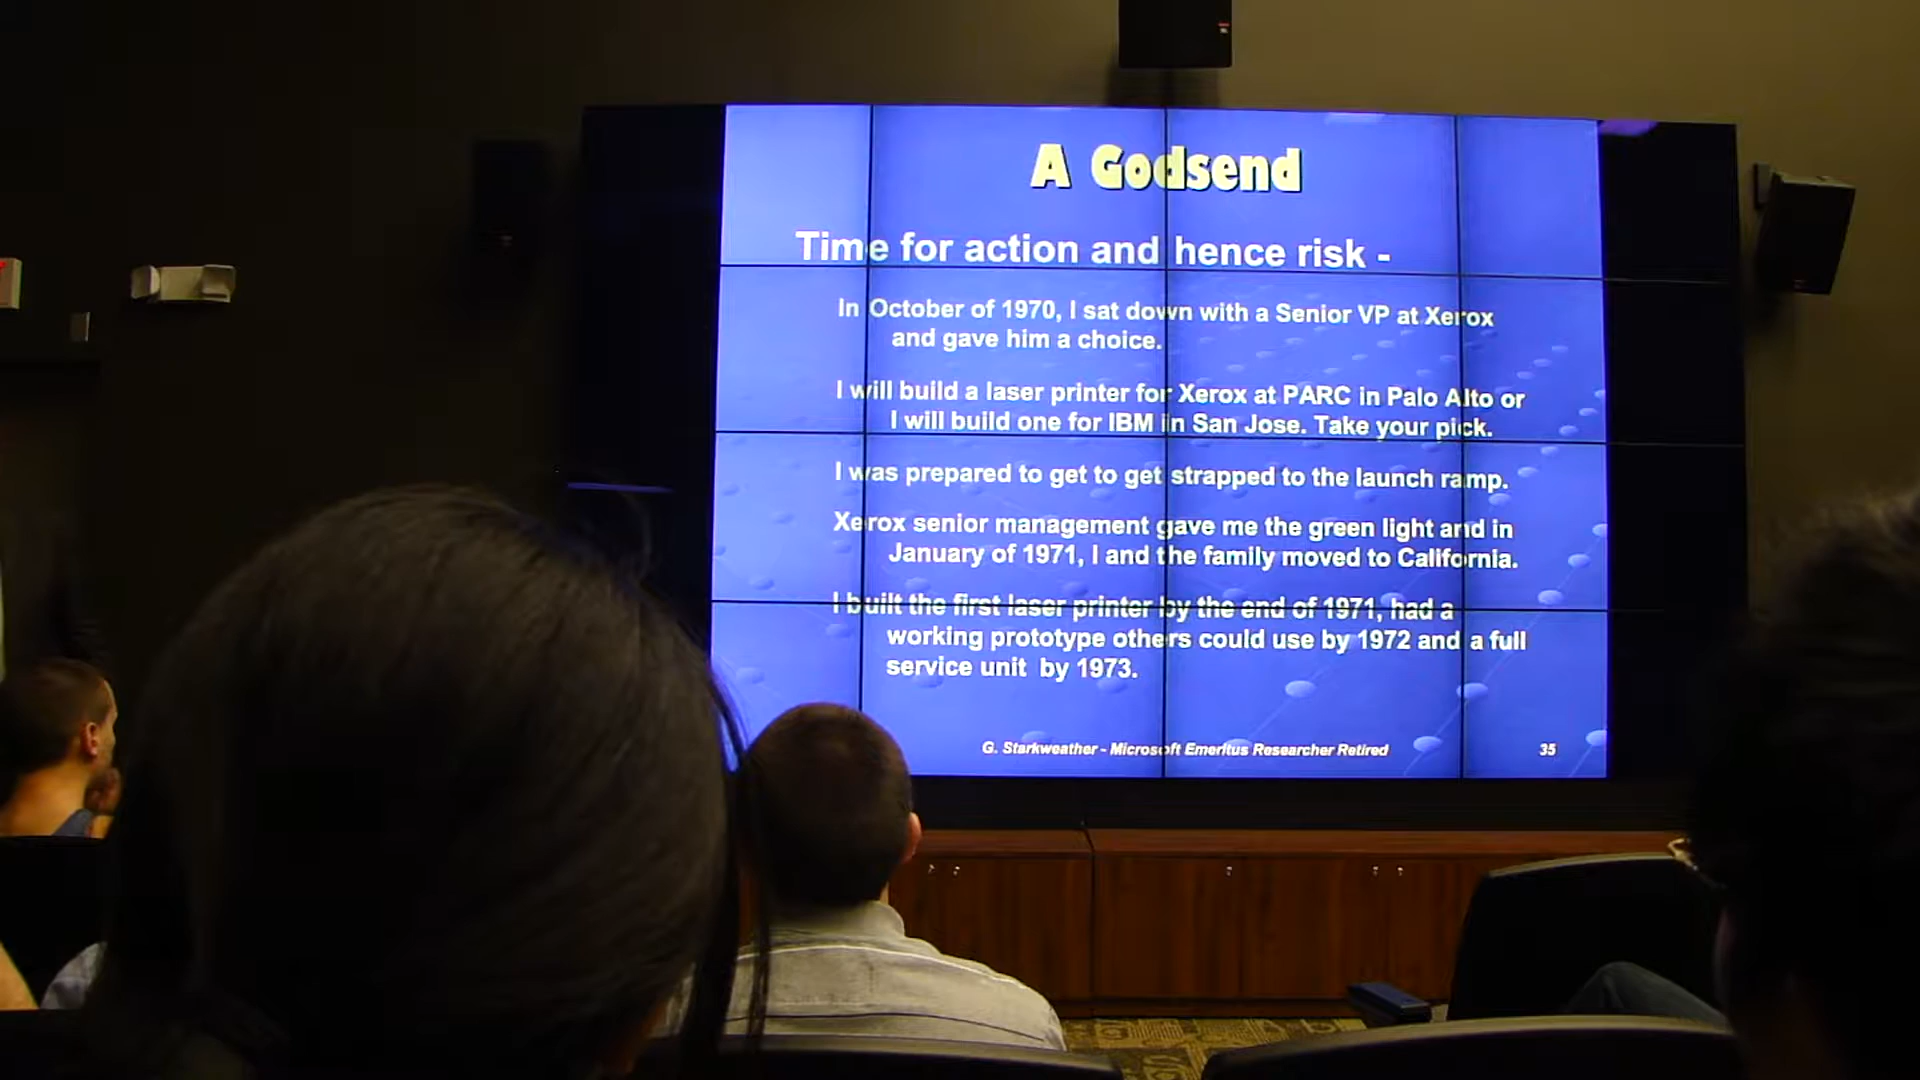 A Godsend
Time for action and hence risk -
In October of 1970, I sat down with a Senior VP at Xerox
and gave him a choice.
I will build a laser printer for Xerox at PARC in Palo Alto or
I will build one for IBM in San Jose. Take your pick.
I was prepared to get to get strapped to the launch ramp.
Xerox senior management gave me the green light and in
January of 1971, I and the family moved to California.
I built the first laser printer by the end of 1971, had a
working prototype others could use by 1972 and a full
service unit by 1973.
G. Starkweather - Microsoft Emeritus Researcher Retired
35